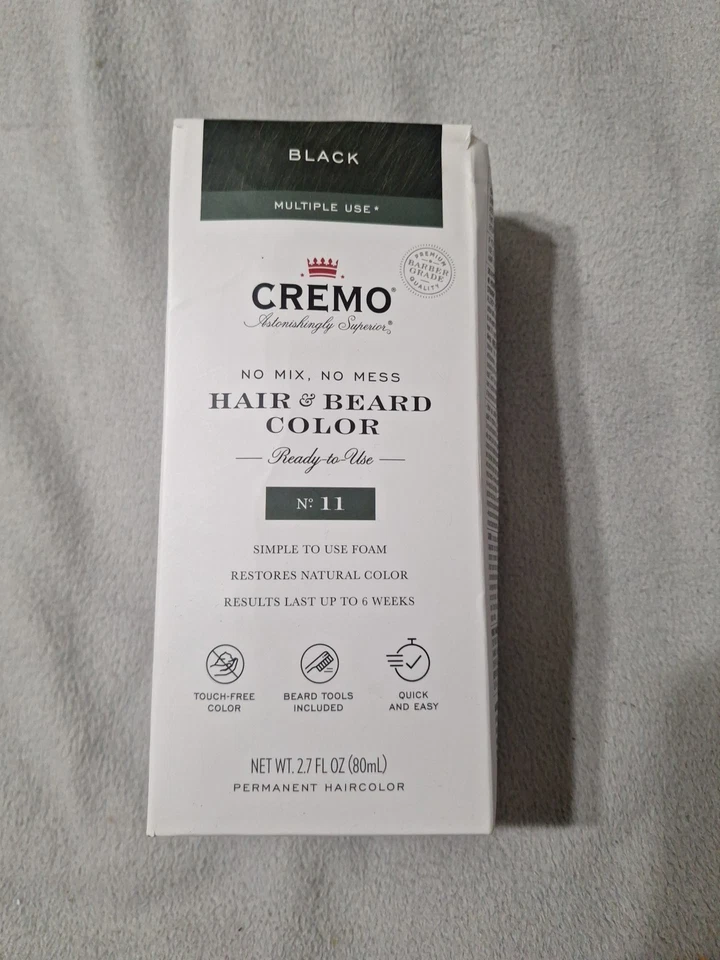 BLACK
MULTIPLE USE*
PREMIUM
BARBER
GRADE
QUALITY
CREMO®
Astonishingly Superior®
NO MIX, NO MESS
HAIR & BEARD
COLOR
Ready-to-Use
Nº 11
SIMPLE TO USE FOAM
RESTORES NATURAL COLOR
RESULTS LAST UP TO 6 WEEKS
TOUCH-FREE
COLOR
BEARD TOOLS
INCLUDED
QUICK
AND EASY
NET WT. 2.7 FL OZ (80mL)
PERMANENT HAIRCOLOR